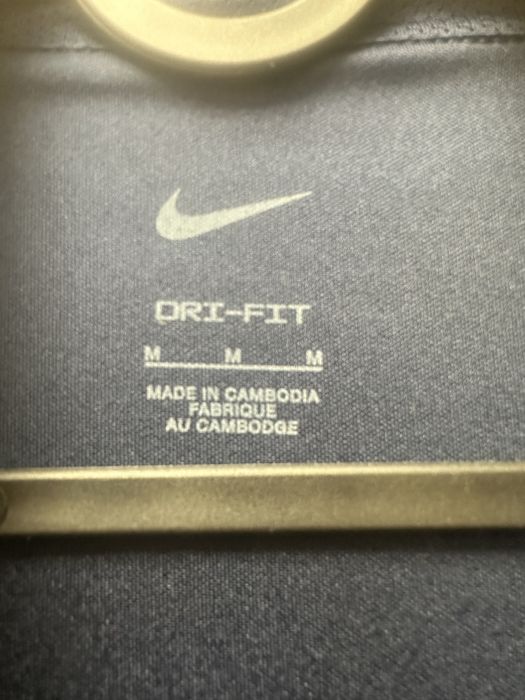 DRI-FIT
M M M
MADE IN CAMBODIA
FABRIQUE
AU CAMBODGE